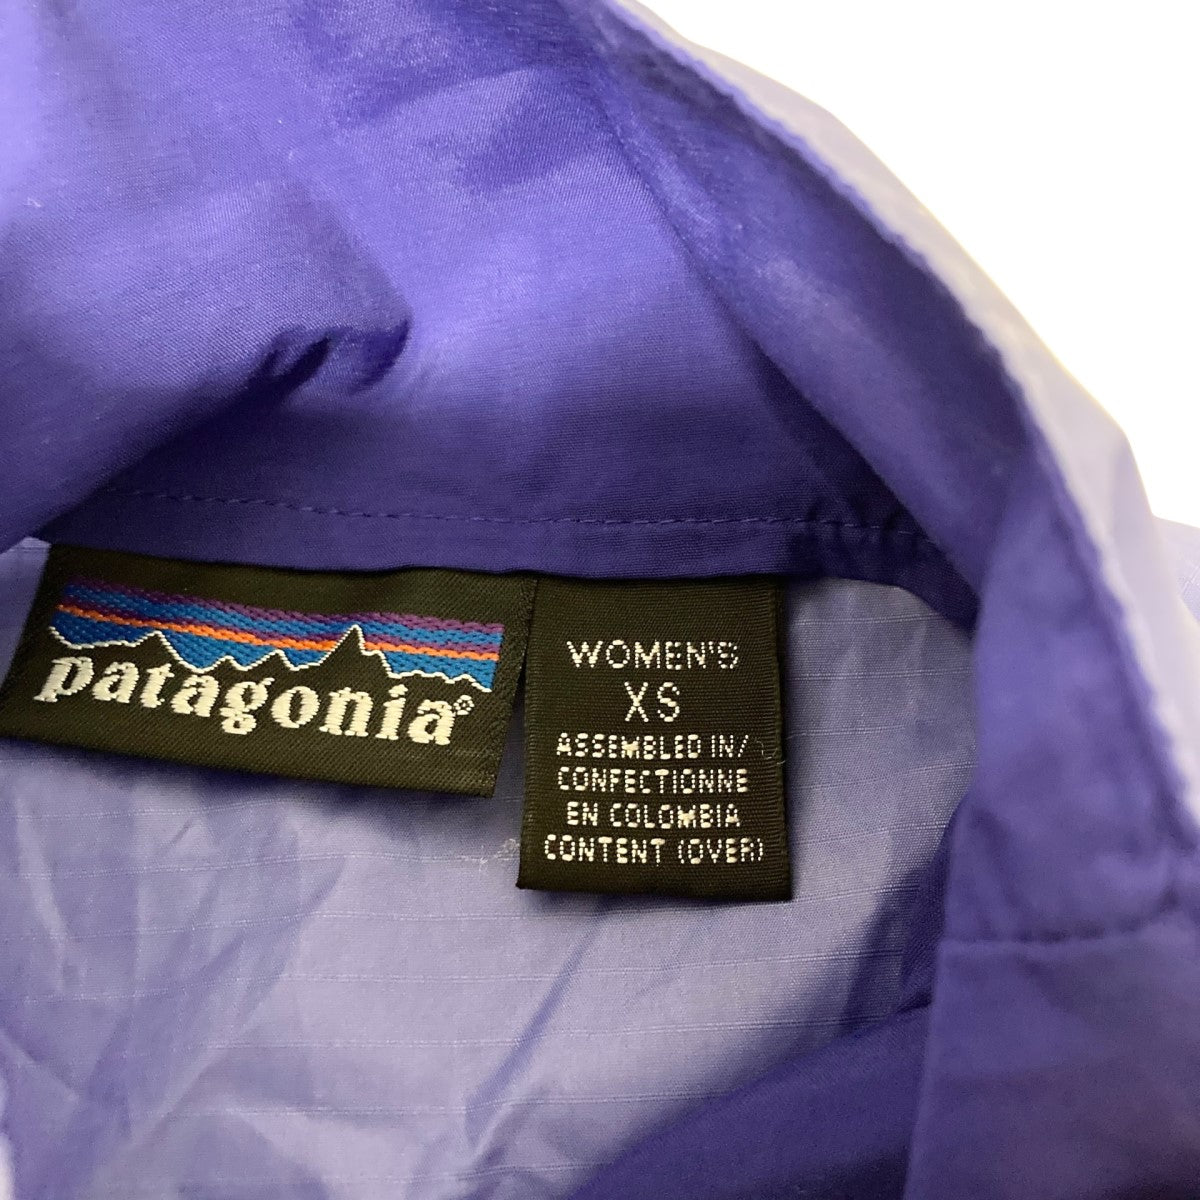 patagonia®
WOMEN'S
XS
ASSEMBLED IN/
CONFECTIONNE
EN COLOMBIA
CONTENT (OVER)